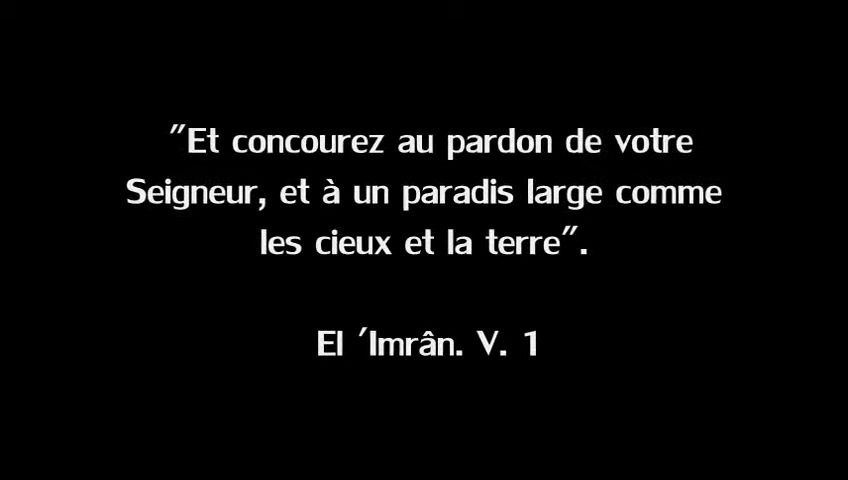 "Et concourez au pardon de votre
Seigneur, et à un paradis large comme
les cieux et la terre".
El 'Imrân. V. 1